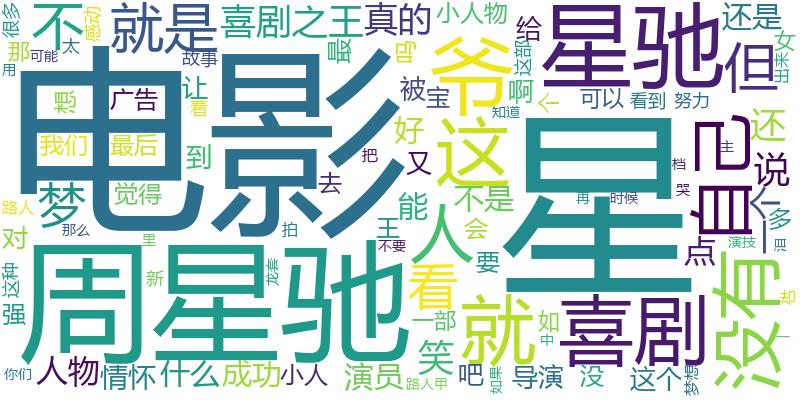 很多
不
就是
喜剧之王
真的
小人物
给
星驰
还是
女
那
太
感动
可能
用
故事
最
吗
爷
这部
但
出来
电影
想
广告
让
着
被
宝
啊
个
可以
看到
努力
知道
我们
最后
到
好
这
星
自己
还
把
去
又
主
档
说
梦
觉得
能
不是
哭
一个
路人
对
那么
里
拍
王
不要
人
会
再
时候
多
要
点
演技
泪
这种
强
周星驰
新
龙套
看
就
喜剧
没有
却
一部
如
中
一
笑
你们
人物
情怀
什么
成功
小人
演员
路人甲
吧
如果
导演
没
这个
梦想